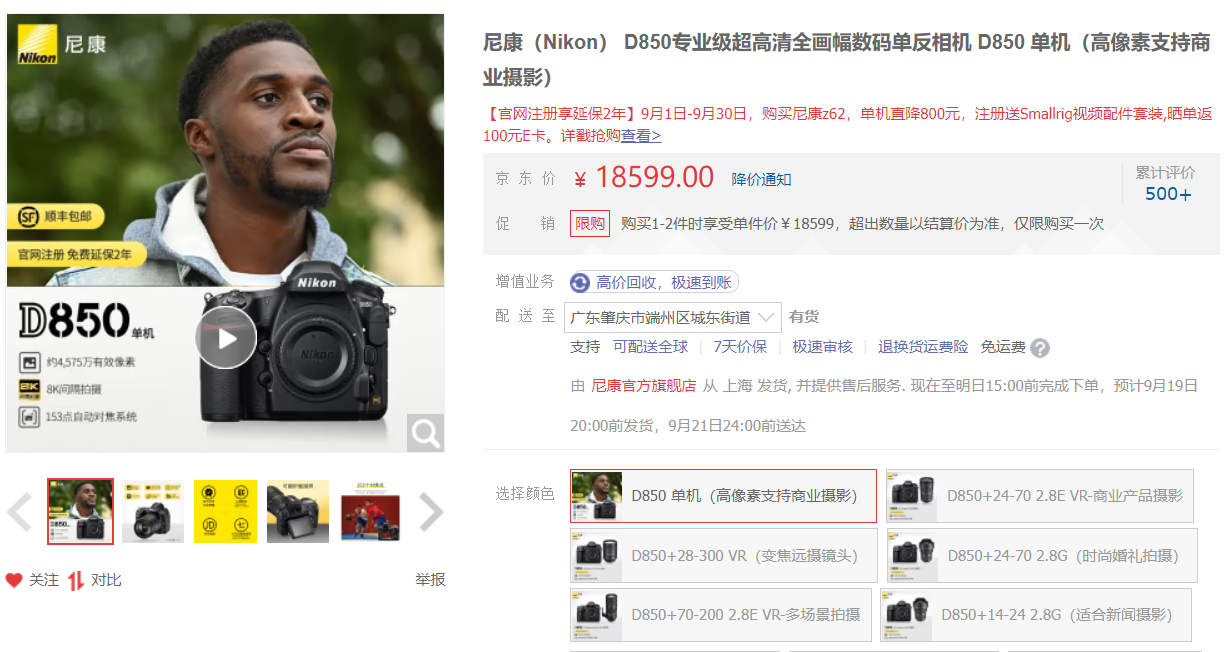 尼康（Nikon） D850专业级超高清全画幅数码单反相机 D850 单机（高像素支持商
业摄影）
【官网注册享延保2年】9月1日-9月30日，购买尼康z62，单机直降800元，注册送Smallrig视频配件套装,晒单返
100元E卡。详戳抢购查看>
京东价 ￥18599.00 降价通知
累计评价
500+
促销 限购 购买1-2件时享受单件价￥18599，超出数量以结算价为准，仅限购买一次
增值业务 高价回收，极速到账
配送至 广东肇庆市端州区城东街道 有货
支持 可配送全球 7天价保 极速审核 退换货运费险 免运费 ?
由 尼康官方旗舰店 从 上海 发货, 并提供售后服务. 现在至明日15:00前完成下单，预计9月19日
20:00前发货，9月21日24:00前送达
选择颜色
D850 单机（高像素支持商业摄影）
D850+24-70 2.8E VR-商业产品摄影
D850+28-300 VR（变焦远摄镜头）
D850+24-70 2.8G（时尚婚礼拍摄）
D850+70-200 2.8E VR-多场景拍摄
D850+14-24 2.8G（适合新闻摄影）
Nikon 尼康
SF 顺丰包邮
官网注册 免费延保2年
Nikon
D850单机
约4,575万有效像素
8K 8K间隔拍摄
153点自动对焦系统
Nikon
关注 对比 举报